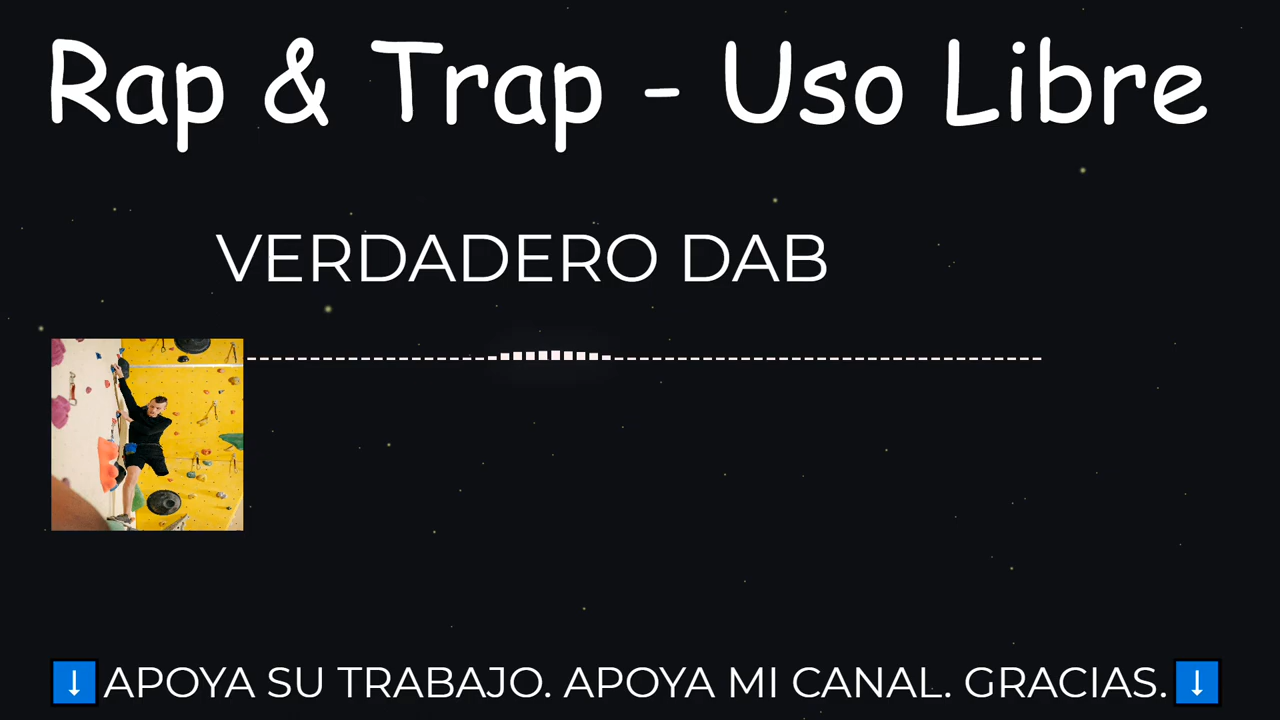 Rap & Trap - Uso Libre
VERDADERO DAB
↓ APOYA SU TRABAJO. APOYA MI CANAL. GRACIAS. ↓